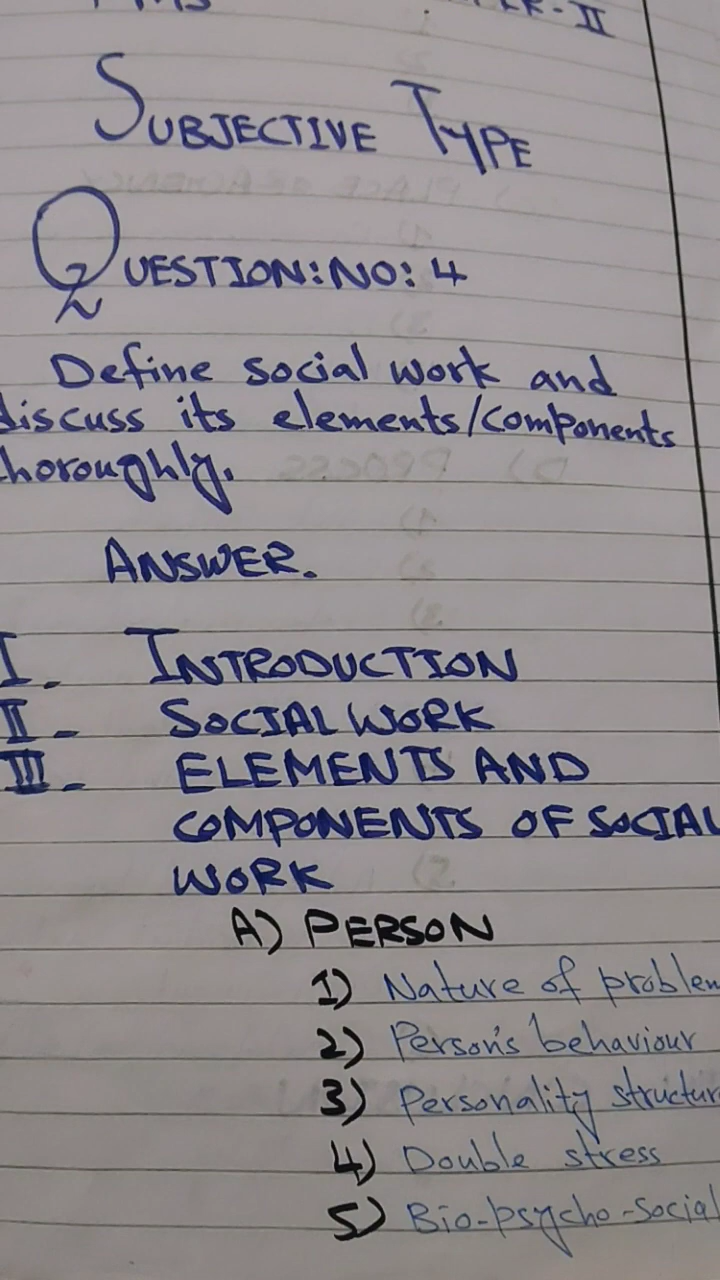 SUBJECTIVE TYPE
QUESTION:NO: 4
Define social work and
discuss its elements/components
thoroughly.
ANSWER.
I. INTRODUCTION
II- SOCIAL WORK
III- ELEMENTS AND
COMPONENTS OF SOCIAL
WORK
A) PERSON
1) Nature of problem
2) Person's behaviour
3) Personality structure
4) Double stress
5) Bio-psycho-social